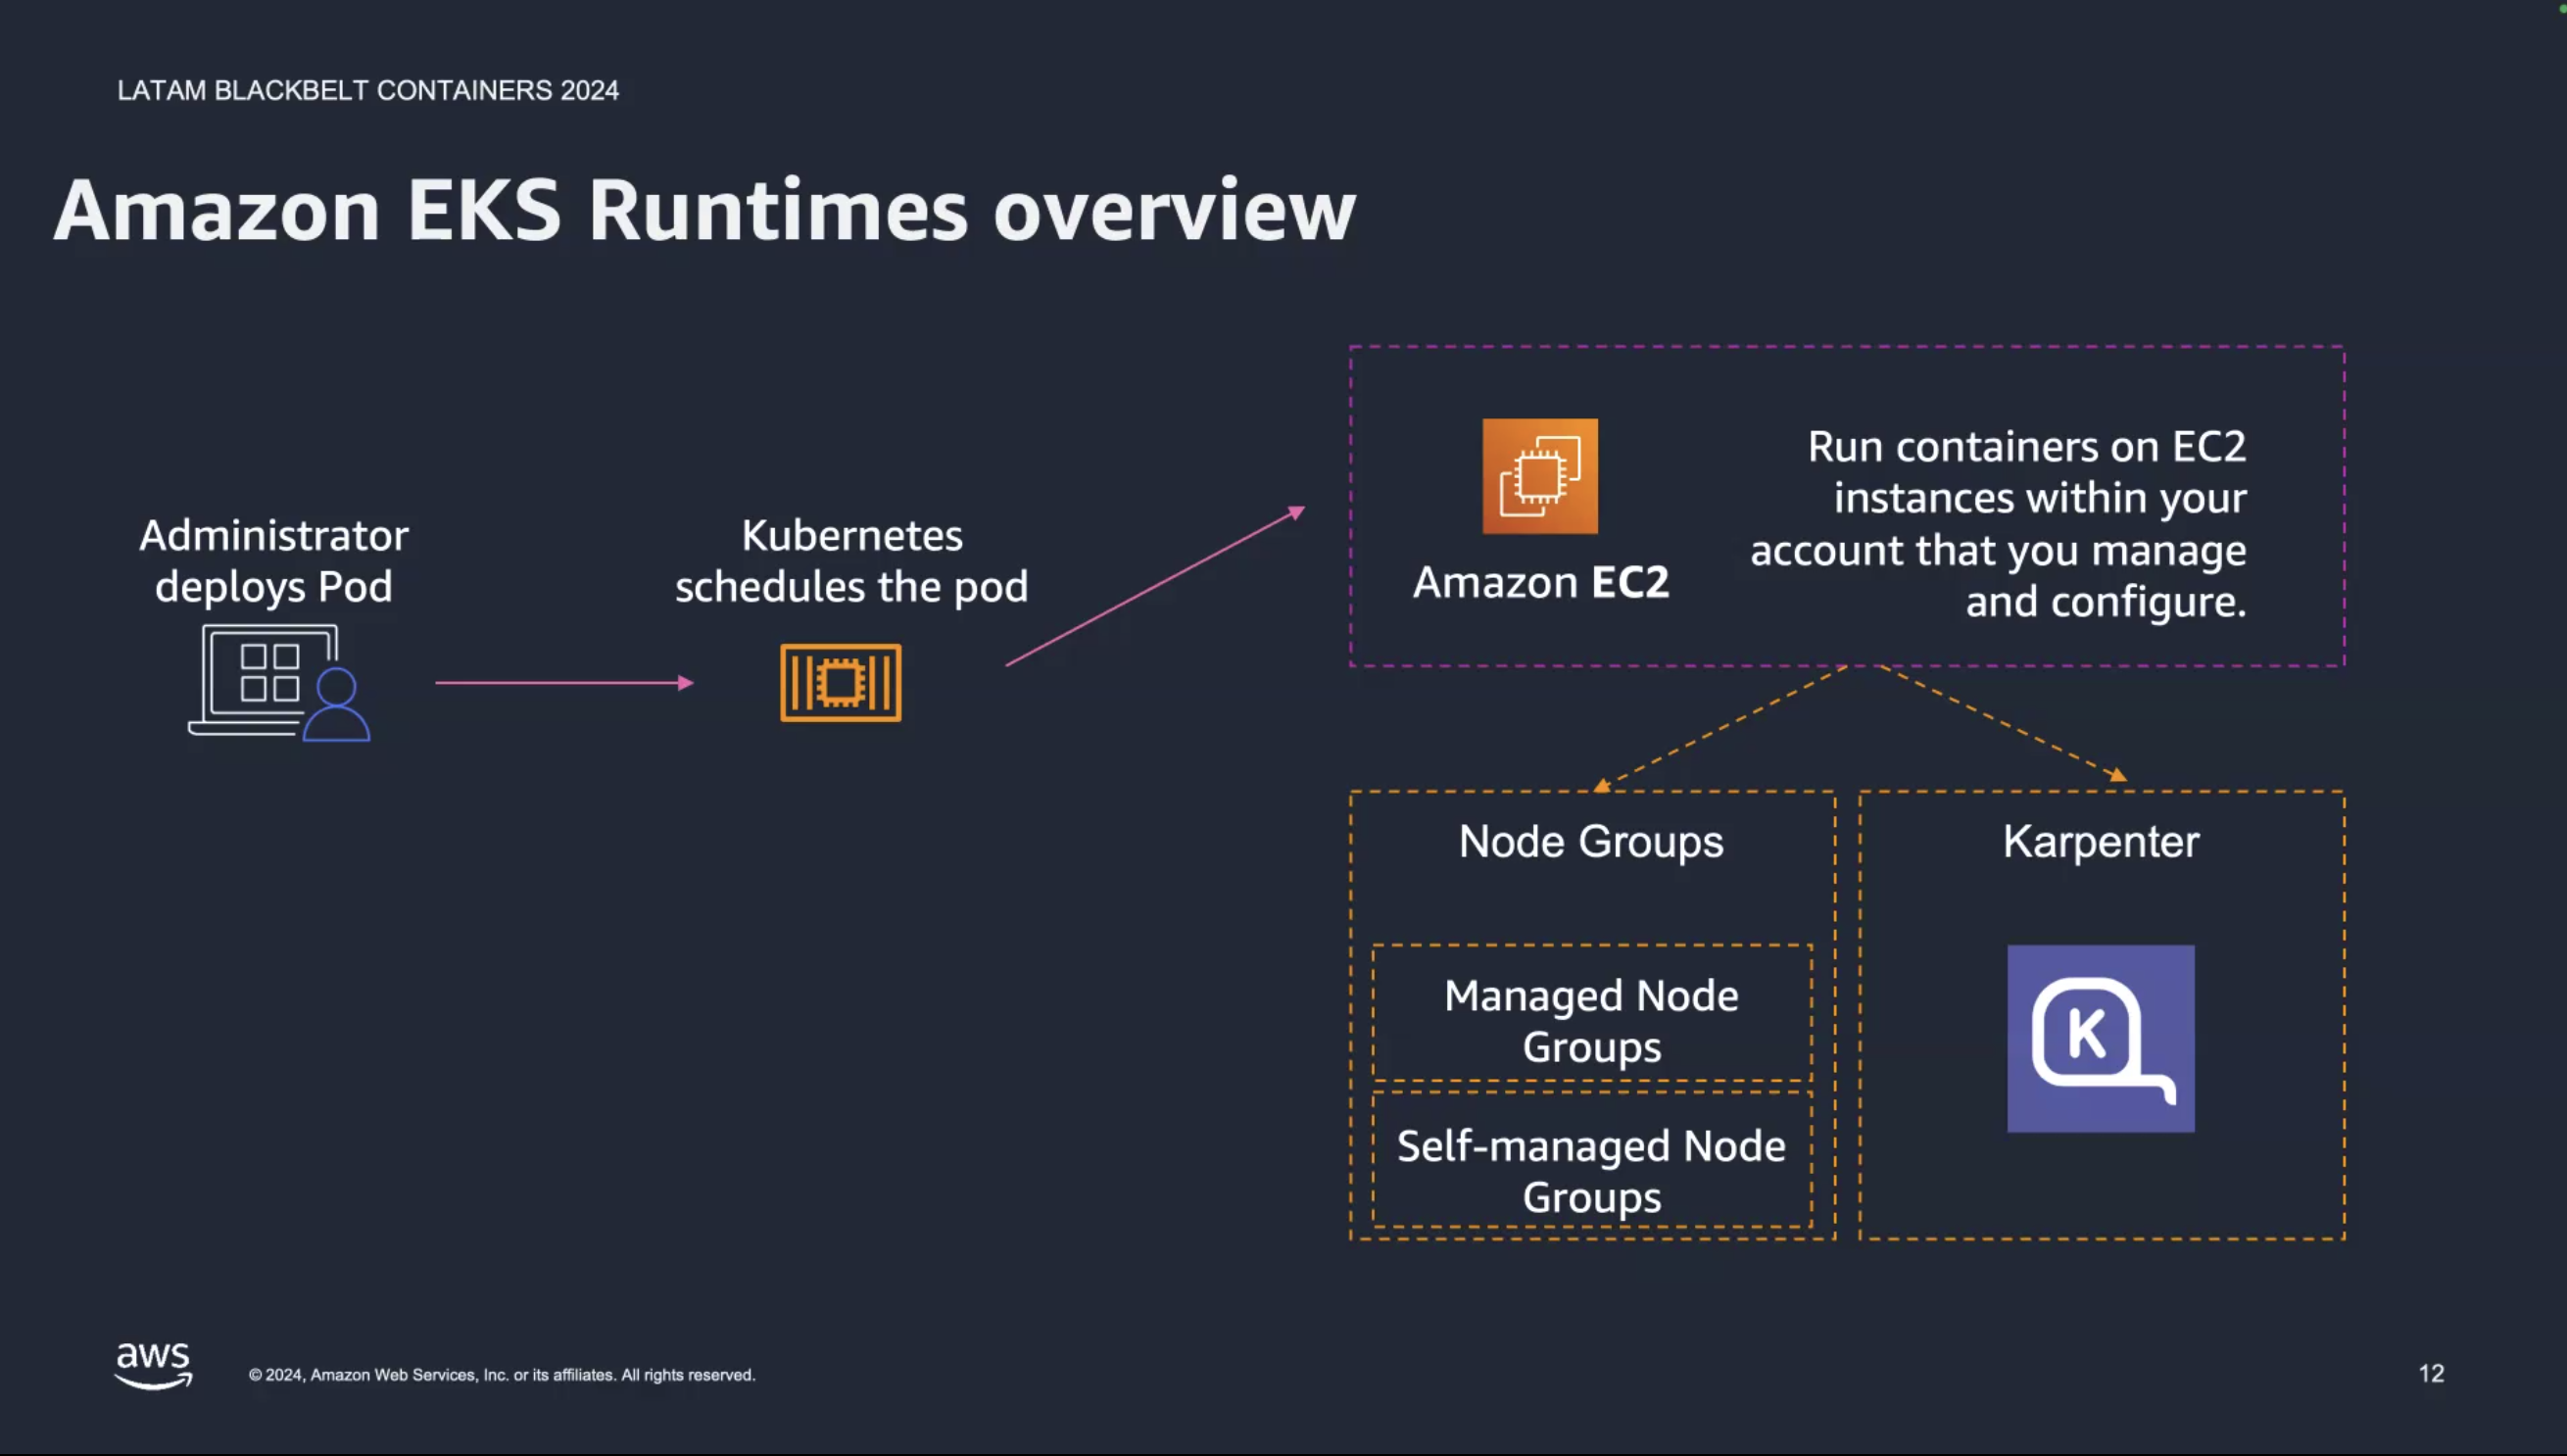 LATAM BLACKBELT CONTAINERS 2024
Amazon EKS Runtimes overview
Administrator
deploys Pod
Kubernetes
schedules the pod
Amazon EC2
Run containers on EC2
instances within your
account that you manage
and configure.
Node Groups
Managed Node
Groups
Self-managed Node
Groups
Karpenter
K
aws
© 2024, Amazon Web Services, Inc. or its affiliates. All rights reserved.
12